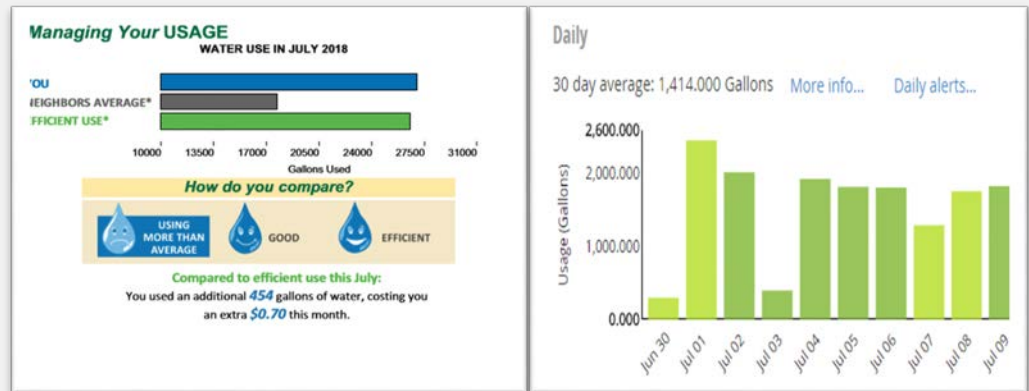 Managing Your USAGE
WATER USE IN JULY 2018
OU
NEIGHBORS AVERAGE*
EFFICIENT USE*
10000 13500 17000 20500 24000 27500 31000
Gallons Used
How do you compare?
USING
MORE THAN
AVERAGE
GOOD
EFFICIENT
Compared to efficient use this July:
You used an additional 454 gallons of water, costing you
an extra $0.70 this month.
Daily
30 day average: 1,414.000 Gallons More info... Daily alerts...
Usage (Gallons)
2,600.000
2,000.000
1,000.000
0.000
Jun 30 Jul 01 Jul 02 Jul 03 Jul 04 Jul 05 Jul 06 Jul 07 Jul 08 Jul 09